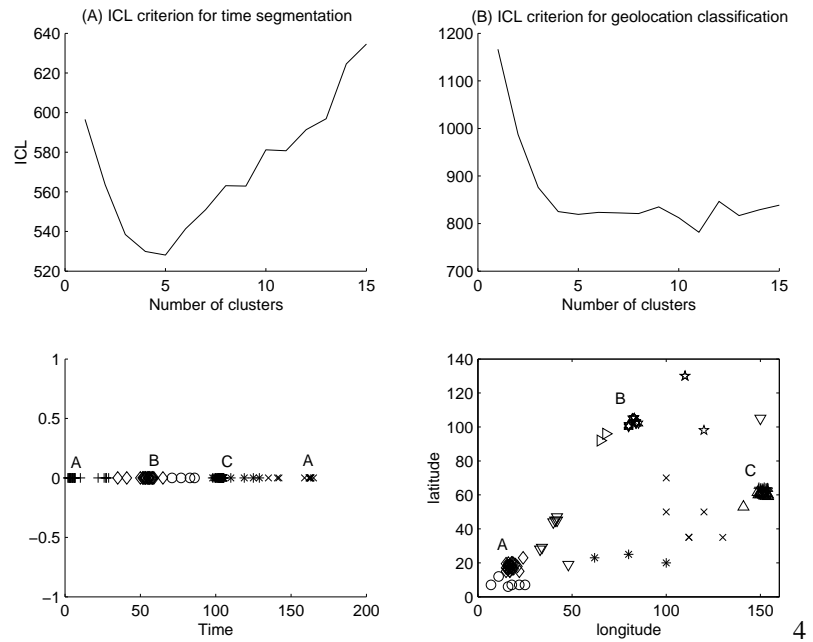 (A) ICL criterion for time segmentation
640
620
600
580
560
540
520
ICL
0 5 10 15
Number of clusters
(B) ICL criterion for geolocation classification
1200
1100
1000
900
800
700
0 5 10 15
Number of clusters
1
0.5
0
−0.5
−1
A B C A
0 50 100 150 200
Time
140
120
100
80
60
40
20
0
latitude
B
C
A
0 50 100 150
longitude
4